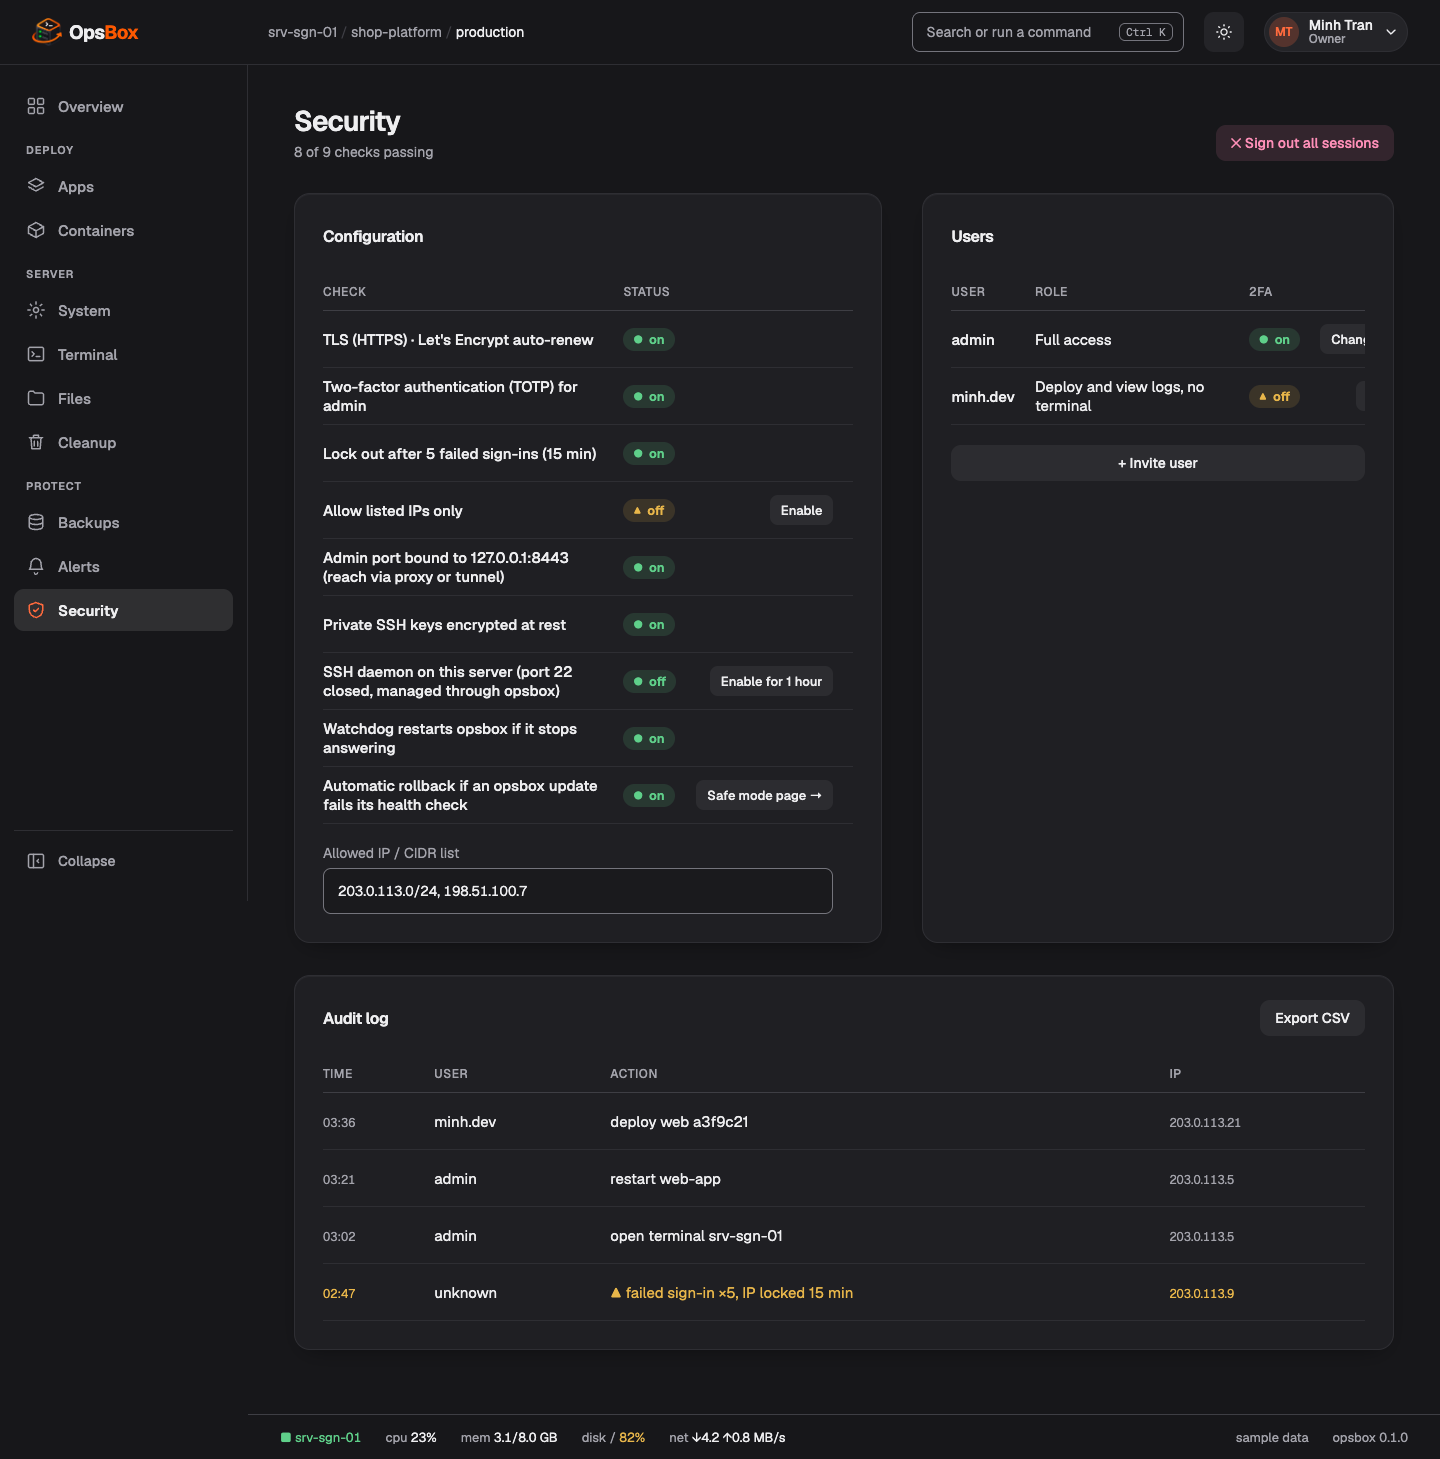 OpsBox
srv-sgn-01 / shop-platform / production
Search or run a command Ctrl K
MT
Minh Tran
Owner
Overview
DEPLOY
Apps
Containers
SERVER
System
Terminal
Files
Cleanup
PROTECT
Backups
Alerts
Security
Collapse
Security
8 of 9 checks passing
Sign out all sessions
Configuration
CHECK STATUS
TLS (HTTPS) · Let's Encrypt auto-renew on
Two-factor authentication (TOTP) for
admin
on
Lock out after 5 failed sign-ins (15 min) on
Allow listed IPs only off Enable
Admin port bound to 127.0.0.1:8443
(reach via proxy or tunnel)
on
Private SSH keys encrypted at rest on
SSH daemon on this server (port 22
closed, managed through opsbox)
off Enable for 1 hour
Watchdog restarts opsbox if it stops
answering
on
Automatic rollback if an opsbox update
fails its health check
on Safe mode page →
Allowed IP / CIDR list
203.0.113.0/24, 198.51.100.7
Users
USER ROLE 2FA
admin Full access on Chang
minh.dev Deploy and view logs, no
terminal
off
+ Invite user
Audit log
Export CSV
TIME USER ACTION IP
03:36 minh.dev deploy web a3f9c21 203.0.113.21
03:21 admin restart web-app 203.0.113.5
03:02 admin open terminal srv-sgn-01 203.0.113.5
02:47 unknown ▲ failed sign-in ×5, IP locked 15 min 203.0.113.9
srv-sgn-01 cpu 23% mem 3.1/8.0 GB disk / 82% net ↓4.2 ↑0.8 MB/s sample data opsbox 0.1.0